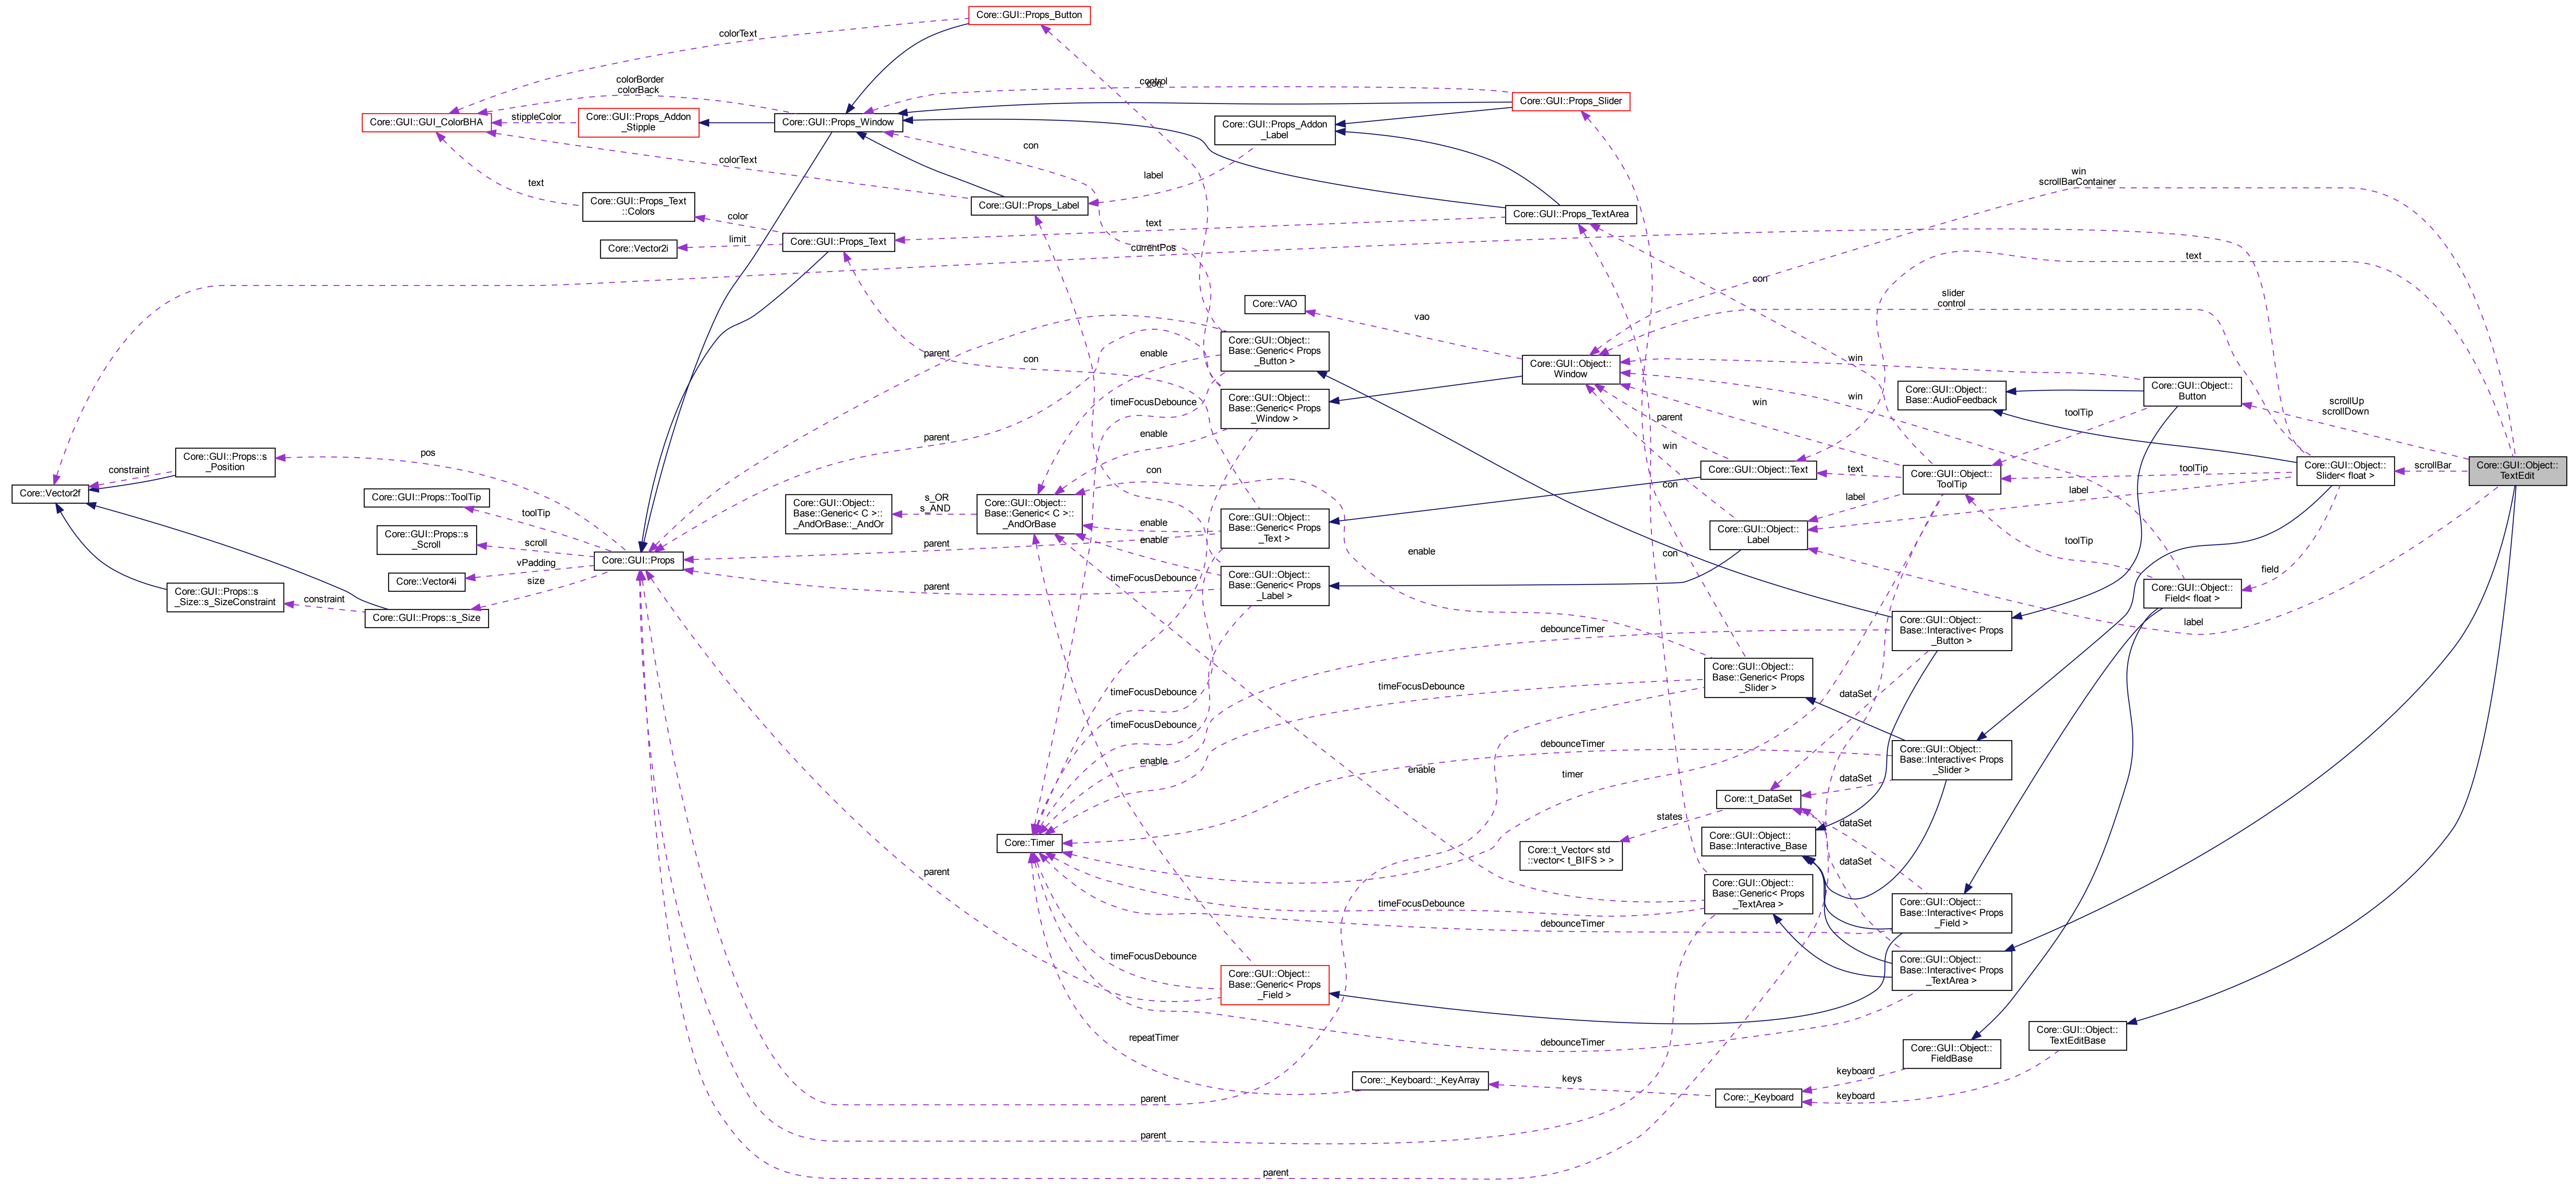 Core::GUI::Props_Button
colorText
colorBorder
colorBack
control
con
Core::GUI::Props_Slider
Core::GUI::GUI_ColorBHA
stippleColor
Core::GUI::Props_Addon
_Stipple
Core::GUI::Props_Window
Core::GUI::Props_Addon
_Label
con
colorText
label
text
Core::GUI::Props_Text
::Colors
Core::GUI::Props_Label
Core::GUI::Props_TextArea
win
scrollBarContainer
color
text
Core::Vector2i
limit
Core::GUI::Props_Text
currentPos
text
con
slider
control
Core::VAO
vao
parent
enable
con
Core::GUI::Object::
Base::Generic< Props
_Button >
Core::GUI::Object::
Window
win
Core::GUI::Object::
Base::AudioFeedback
Core::GUI::Object::
Button
timeFocusDebounce
Core::GUI::Object::
Base::Generic< Props
_Window >
parent
win
win
toolTip
scrollUp
scrollDown
parent
enable
win
pos
Core::GUI::Props::s
_Position
constraint
Core::Vector2f
Core::GUI::Props::ToolTip
toolTip
con
con
Core::GUI::Object::Text
text
Core::GUI::Object::
ToolTip
toolTip
Core::GUI::Object::
Slider< float >
scrollBar
Core::GUI::Object::
TextEdit
label
label
Core::GUI::Object::
Base::Generic< C >::
_AndOrBase::_AndOr
s_OR
s_AND
Core::GUI::Object::
Base::Generic< C >::
_AndOrBase
enable
enable
Core::GUI::Object::
Base::Generic< Props
_Text >
Core::GUI::Object::
Label
Core::GUI::Props::s
_Scroll
scroll
Core::GUI::Props
parent
toolTip
enable
con
vPadding
Core::Vector4i
size
timeFocusDebounce
parent
Core::GUI::Object::
Base::Generic< Props
_Label >
field
Core::GUI::Object::
Field< float >
Core::GUI::Props::s
_Size::s_SizeConstraint
constraint
Core::GUI::Props::s_Size
label
debounceTimer
Core::GUI::Object::
Base::Interactive< Props
_Button >
timeFocusDebounce
timeFocusDebounce
Core::GUI::Object::
Base::Generic< Props
_Slider >
dataSet
timeFocusDebounce
enable
enable
debounceTimer
timer
Core::GUI::Object::
Base::Interactive< Props
_Slider >
dataSet
Core::t_DataSet
states
dataSet
Core::Timer
Core::t_Vector< std
::vector< t_BIFS > >
Core::GUI::Object::
Base::Interactive_Base
dataSet
parent
timeFocusDebounce
Core::GUI::Object::
Base::Generic< Props
_TextArea >
debounceTimer
Core::GUI::Object::
Base::Interactive< Props
_Field >
timeFocusDebounce
Core::GUI::Object::
Base::Generic< Props
_Field >
Core::GUI::Object::
Base::Interactive< Props
_TextArea >
repeatTimer
debounceTimer
Core::GUI::Object::
TextEditBase
Core::GUI::Object::
FieldBase
Core::_Keyboard::_KeyArray
keys
keyboard
keyboard
Core::_Keyboard
parent
parent
parent